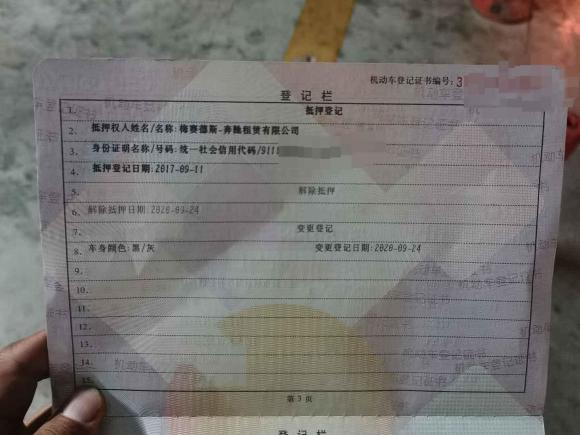 机动车登记证书编号:3
登记栏
1. 抵押登记
2. 抵押权人姓名/名称:梅赛德斯-奔驰租赁有限公司
3. 身份证明名称/号码:统一社会信用代码/911
4. 抵押登记日期:2017-09-11
5. 解除抵押
6. 解除抵押日期:2020-09-24
7. 变更登记
8. 车身颜色:黑/灰 变更登记日期:2020-09-24
9.
10.
11.
12.
13.
14.
15.
第3页
登记栏